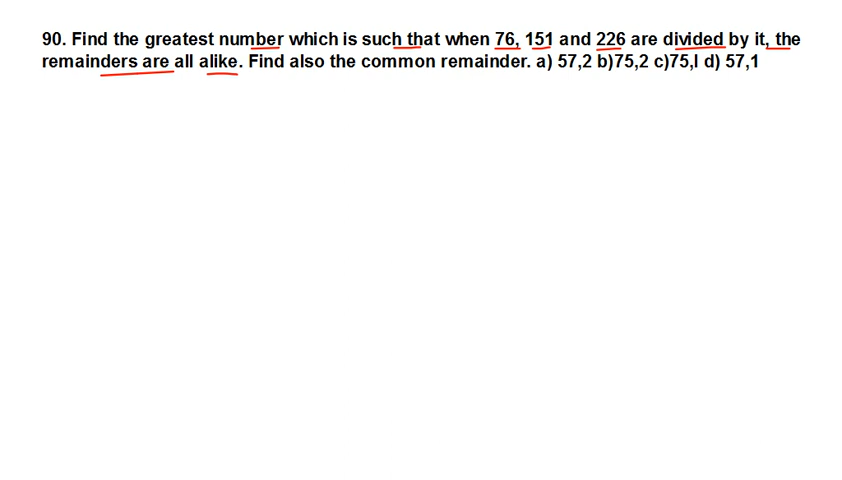 90. Find the greatest number which is such that when 76, 151 and 226 are divided by it, the
remainders are all alike. Find also the common remainder. a) 57,2 b)75,2 c)75,l d) 57,1